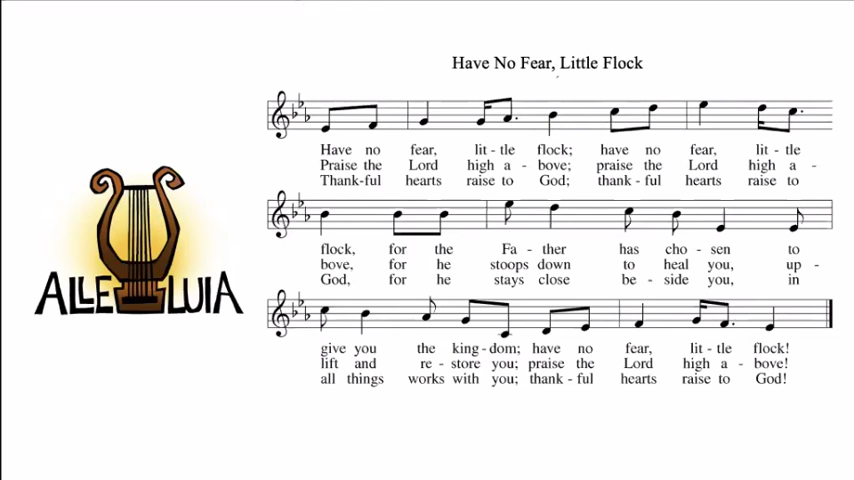 Have No Fear, Little Flock
Have no fear, lit - tle flock; have no fear, lit - tle
Praise the Lord high a - bove; praise the Lord high a -
Thank-ful hearts raise to God; thank - ful hearts raise to
flock, for the Fa - ther has cho - sen to
bove, for he stoops down to heal you, up -
God, for he stays close be - side you, in
ALLELUIA
give you the king - dom; have no fear, lit - tle flock!
lift and re - store you; praise the Lord high a - bove!
all things works with you; thank - ful hearts raise to God!